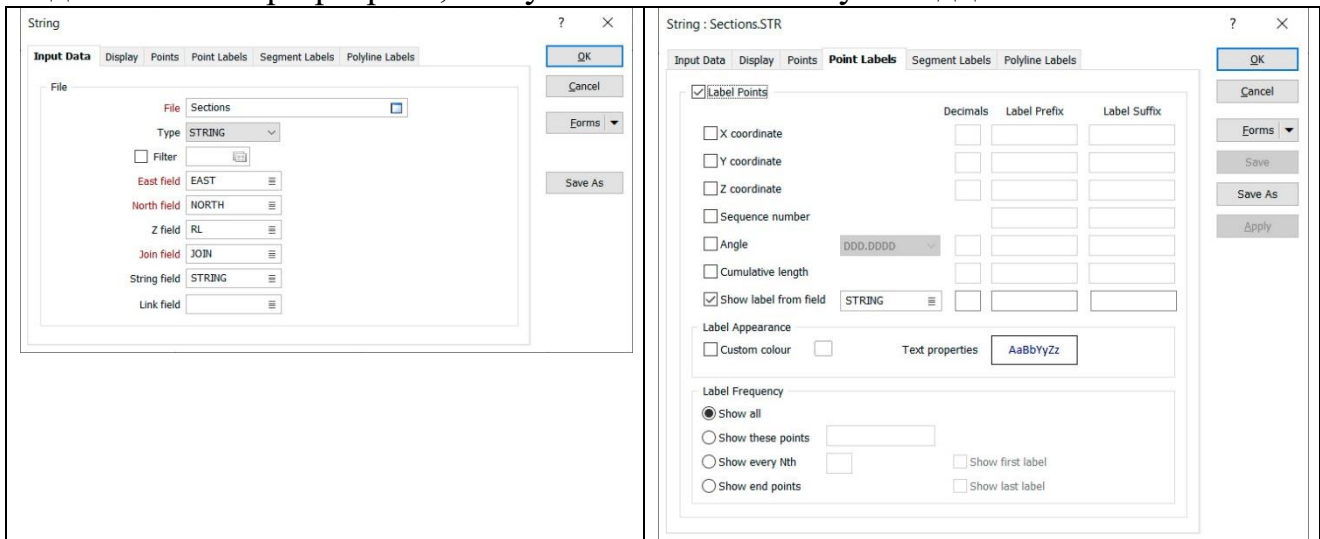 String ? ×
Input Data Display Points Point Labels Segment Labels Polyline Labels
OK
Cancel
Forms
Save As
File
File Sections
Type STRING
Filter
East field EAST
North field NORTH
Z field RL
Join field JOIN
String field STRING
Link field
String : Sections.STR ? ×
Input Data Display Points Point Labels Segment Labels Polyline Labels
OK
Cancel
Forms
Save
Save As
Apply
Label Points
Decimals Label Prefix Label Suffix
X coordinate
Y coordinate
Z coordinate
Sequence number
Angle DDD.DDDD
Cumulative length
Show label from field STRING
Label Appearance
Custom colour Text properties AaBbYyZz
Label Frequency
Show all
Show these points
Show every Nth Show first label
Show end points Show last label